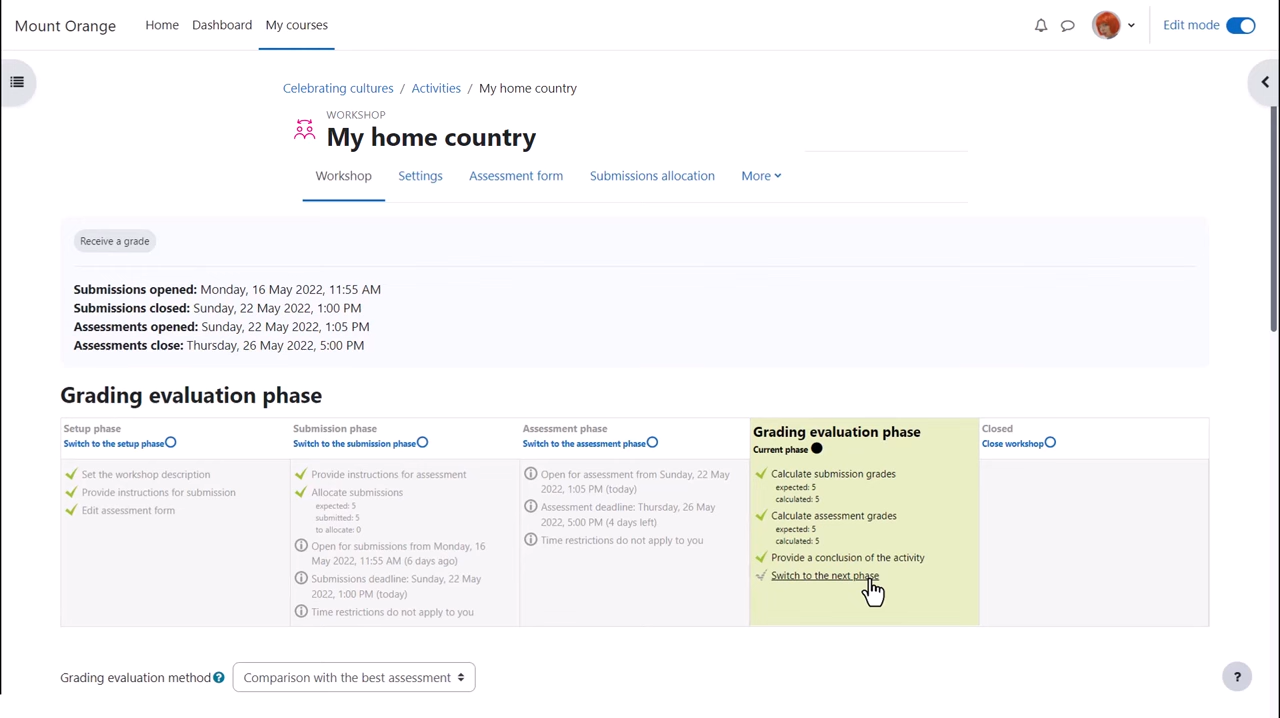 Mount Orange
Home
Dashboard
My courses
Edit mode
Celebrating cultures / Activities / My home country
WORKSHOP
My home country
Workshop
Settings
Assessment form
Submissions allocation
More
Receive a grade
Submissions opened: Monday, 16 May 2022, 11:55 AM
Submissions closed: Sunday, 22 May 2022, 1:00 PM
Assessments opened: Sunday, 22 May 2022, 1:05 PM
Assessments close: Thursday, 26 May 2022, 5:00 PM
Grading evaluation phase
Setup phase
Switch to the setup phase
Set the workshop description
Provide instructions for submission
Edit assessment form
Submission phase
Switch to the submission phase
Provide instructions for assessment
Allocate submissions
expected: 5
submitted: 5
to allocate: 0
Open for submissions from Monday, 16
May 2022, 11:55 AM (6 days ago)
Submissions deadline: Sunday, 22 May
2022, 1:00 PM (today)
Time restrictions do not apply to you
Assessment phase
Switch to the assessment phase
Open for assessment from Sunday, 22 May
2022, 1:05 PM (today)
Assessment deadline: Thursday, 26 May
2022, 5:00 PM (4 days left)
Time restrictions do not apply to you
Grading evaluation phase
Current phase
Calculate submission grades
expected: 5
calculated: 5
Calculate assessment grades
expected: 5
calculated: 5
Provide a conclusion of the activity
Switch to the next phase
Closed
Close workshop
Grading evaluation method ?
Comparison with the best assessment
?